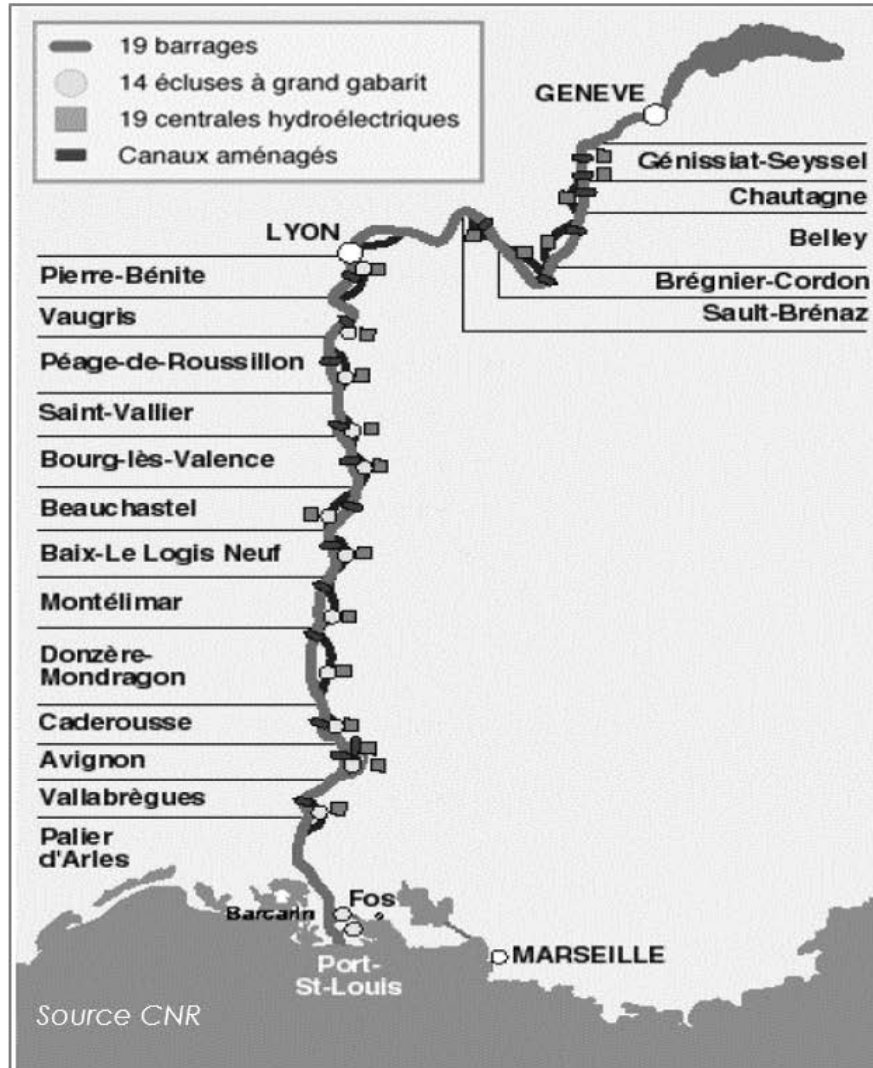 19 barrages
14 écluses à grand gabarit
19 centrales hydroélectriques
Canaux aménagés
GENEVE
Génissiat-Seyssel
Chautagne
Belley
Brégnier-Cordon
Sault-Brénaz
LYON
Pierre-Bénite
Vaugris
Péage-de-Roussillon
Saint-Vallier
Bourg-lès-Valence
Beauchastel
Baix-Le Logis Neuf
Montélimar
Donzère-
Mondragon
Caderousse
Avignon
Vallabrègues
Palier
d'Arles
Barcarin
Fos
Port-
St-Louis
MARSEILLE
Source CNR